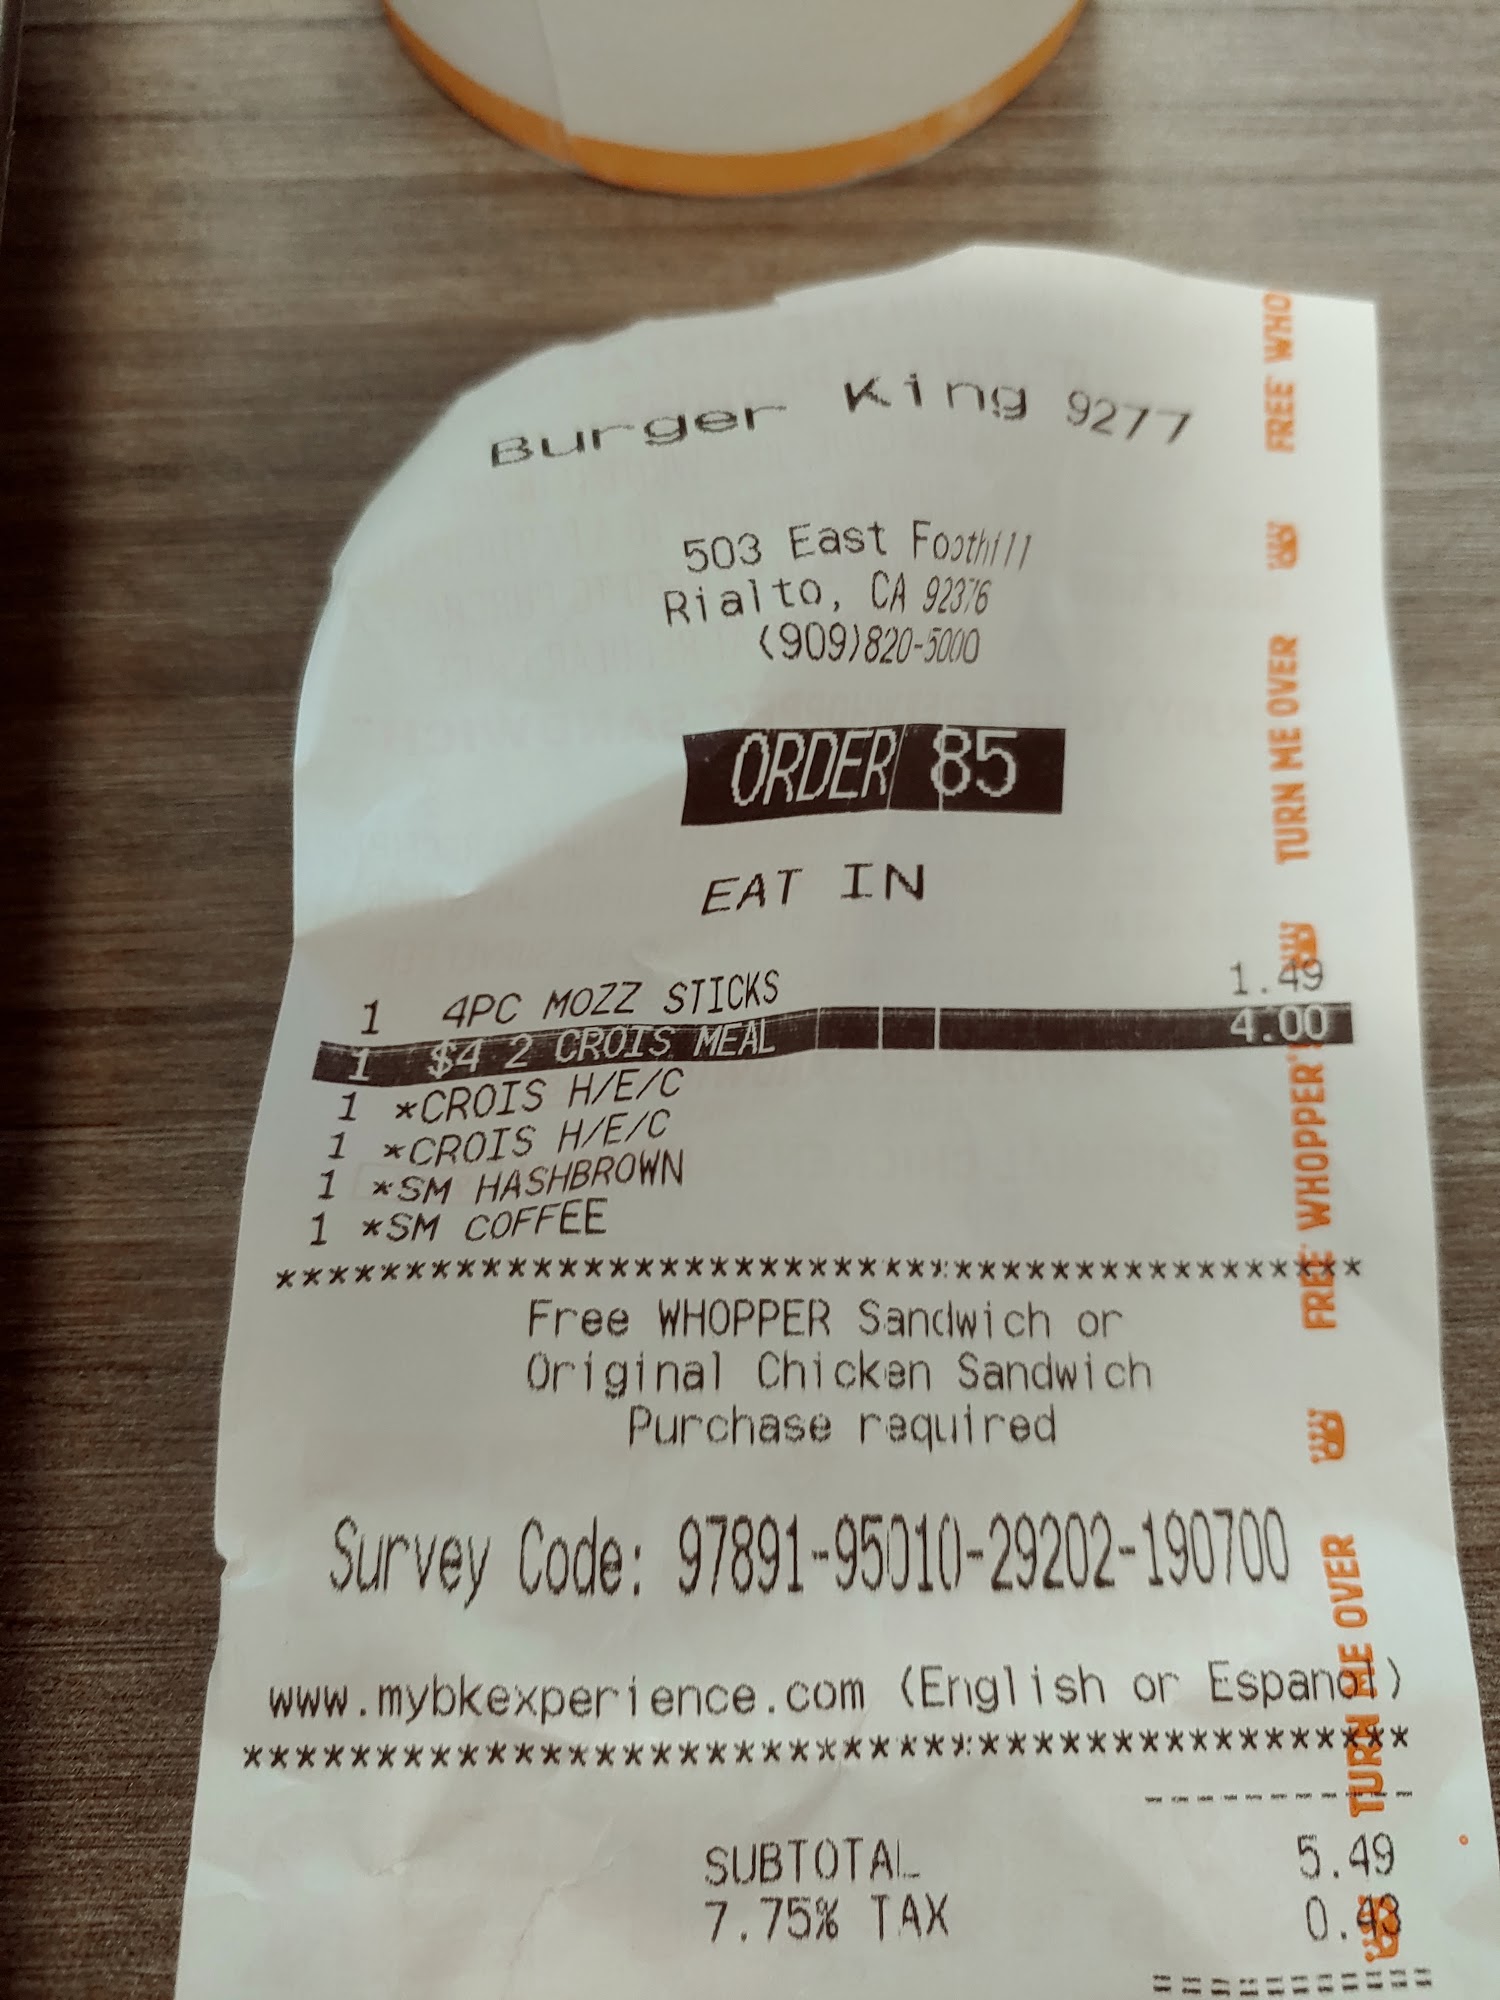 Burger King 9277
503 East Foothill
Rialto, CA 92376
(909)820-5000
ORDER 85
EAT IN
1 4PC MOZZ STICKS 1.49
1 $4 2 CROIS MEAL 4.00
1 *CROIS H/E/C
1 *CROIS H/E/C
1 *SM HASHBROWN
1 *SM COFFEE
******************************************
Free WHOPPER Sandwich or
Original Chicken Sandwich
Purchase required
Survey Code: 97891-95010-29202-190700
www.mybkexperience.com (English or Espanol)
******************************************
SUBTOTAL 5.49
7.75% TAX 0.43
FREE WHO
TURN ME OVER
FREE WHOPPER
TURN ME OVER